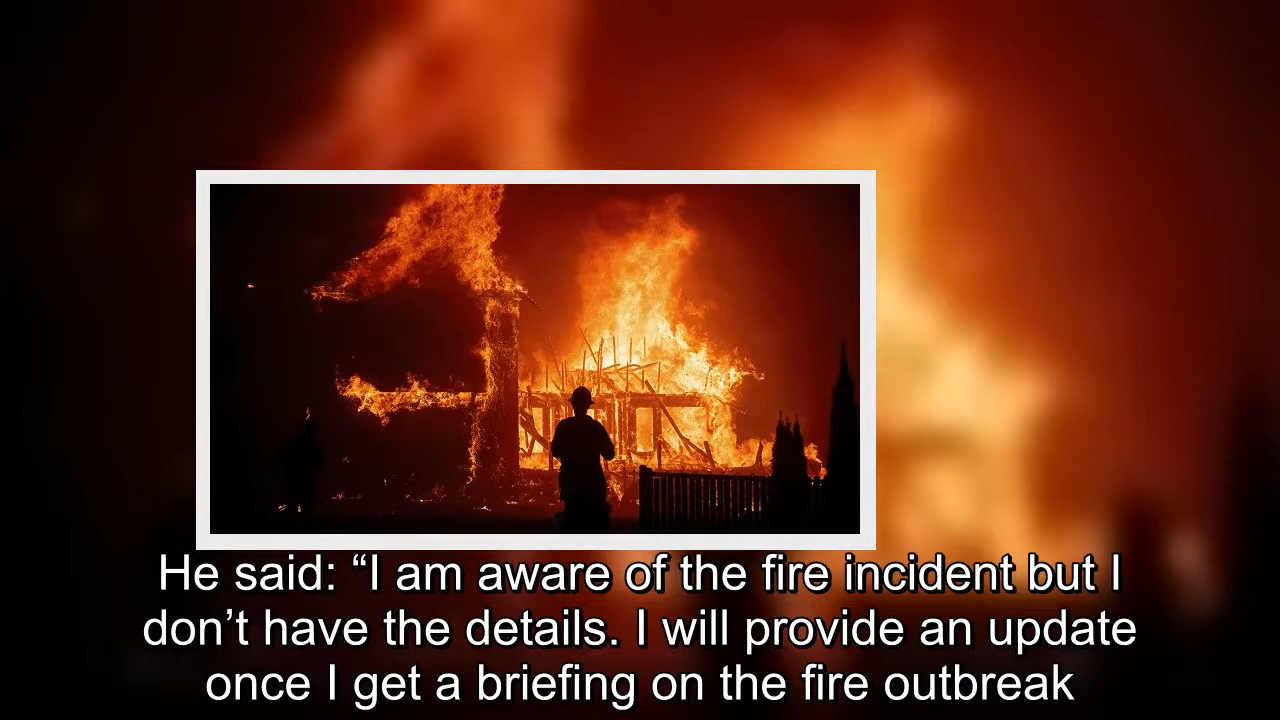 He said: “I am aware of the fire incident but I
don’t have the details. I will provide an update
once I get a briefing on the fire outbreak